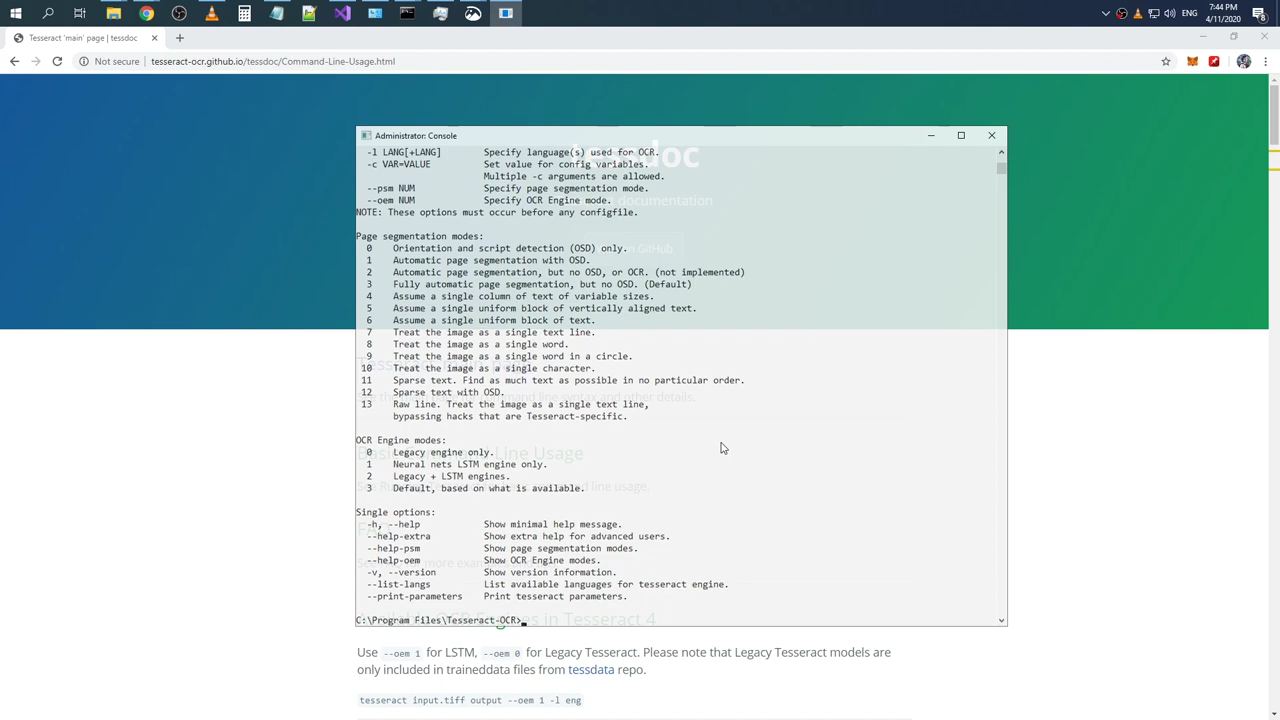 7:44 PM
ENG
4/11/2020
8
Tesseract 'main' page | tessdoc
Not secure
tesseract-ocr.github.io/tessdoc/Command-Line-Usage.html
Administrator: Console
tessdoc
documentation
GitHub
-l LANG[+LANG] Specify language(s) used for OCR.
-c VAR=VALUE Set value for config variables.
Multiple -c arguments are allowed.
--psm NUM Specify page segmentation mode.
--oem NUM Specify OCR Engine mode.
NOTE: These options must occur before any configfile.
Page segmentation modes:
0 Orientation and script detection (OSD) only.
1 Automatic page segmentation with OSD.
2 Automatic page segmentation, but no OSD, or OCR. (not implemented)
3 Fully automatic page segmentation, but no OSD. (Default)
4 Assume a single column of text of variable sizes.
5 Assume a single uniform block of vertically aligned text.
6 Assume a single uniform block of text.
7 Treat the image as a single text line.
8 Treat the image as a single word.
9 Treat the image as a single word in a circle.
10 Treat the image as a single character.
11 Sparse text. Find as much text as possible in no particular order.
12 Sparse text with OSD.
13 Raw line. Treat the image as a single text line,
bypassing hacks that are Tesseract-specific.
OCR Engine modes:
0 Legacy engine only.
1 Neural nets LSTM engine only.
2 Legacy + LSTM engines.
3 Default, based on what is available.
Single options:
-h, --help Show minimal help message.
--help-extra Show extra help for advanced users.
--help-psm Show page segmentation modes.
--help-oem Show OCR Engine modes.
-v, --version Show version information.
--list-langs List available languages for tesseract engine.
--print-parameters Print tesseract parameters.
C:\Program Files\Tesseract-OCR>
es in Tesseract 4
Use --oem 1 for LSTM, --oem 0 for Legacy Tesseract. Please note that Legacy Tesseract models are
only included in traineddata files from tessdata repo.
tesseract input.tiff output --oem 1 -l eng